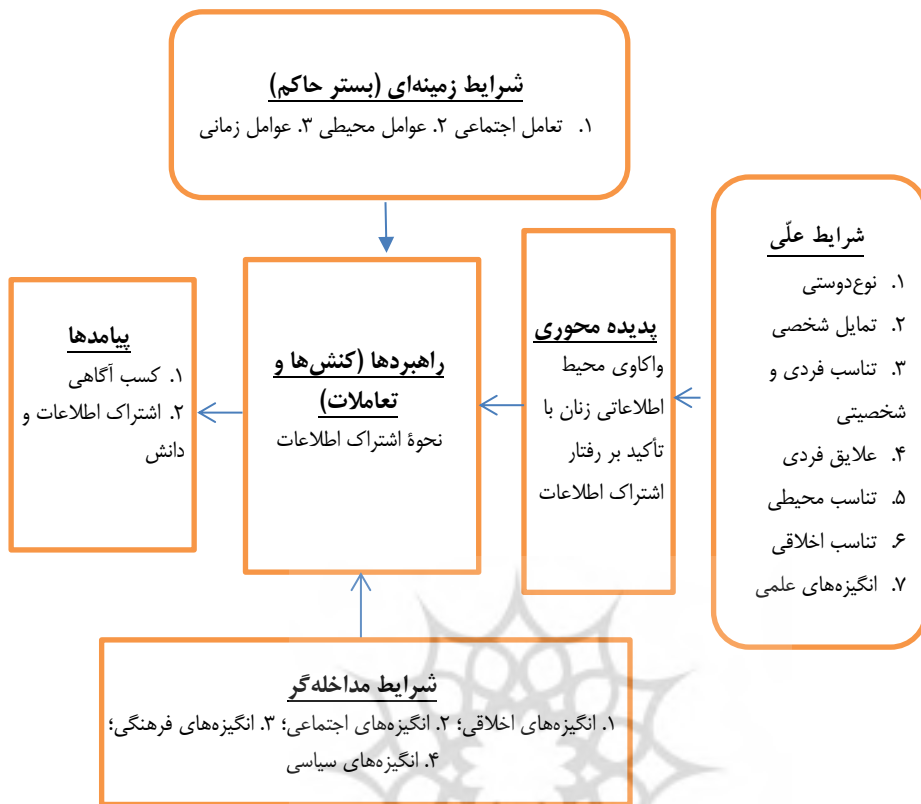 شرایط زمینه‌ای (بستر حاکم)
۱. تعامل اجتماعی ۲. عوامل محیطی ۳. عوامل زمانی
شرایط علّی
۱. نوع‌دوستی
۲. تمایل شخصی
۳. تناسب فردی و
شخصیتی
۴. علایق فردی
۵. تناسب محیطی
۶. تناسب اخلاقی
۷. انگیزه‌های علمی
پدیده محوری
واکاوی محیط
اطلاعاتی زنان با
تأکید بر رفتار
اشتراک اطلاعات
راهبردها (کنش‌ها و
تعاملات)
نحوۀ اشتراک اطلاعات
پیامدها
۱. کسب آگاهی
۲. اشتراک اطلاعات و
دانش
شرایط مداخله‌گر
۱. انگیزه‌های اخلاقی؛ ۲. انگیزه‌های اجتماعی؛ ۳. انگیزه‌های فرهنگی؛
۴. انگیزه‌های سیاسی